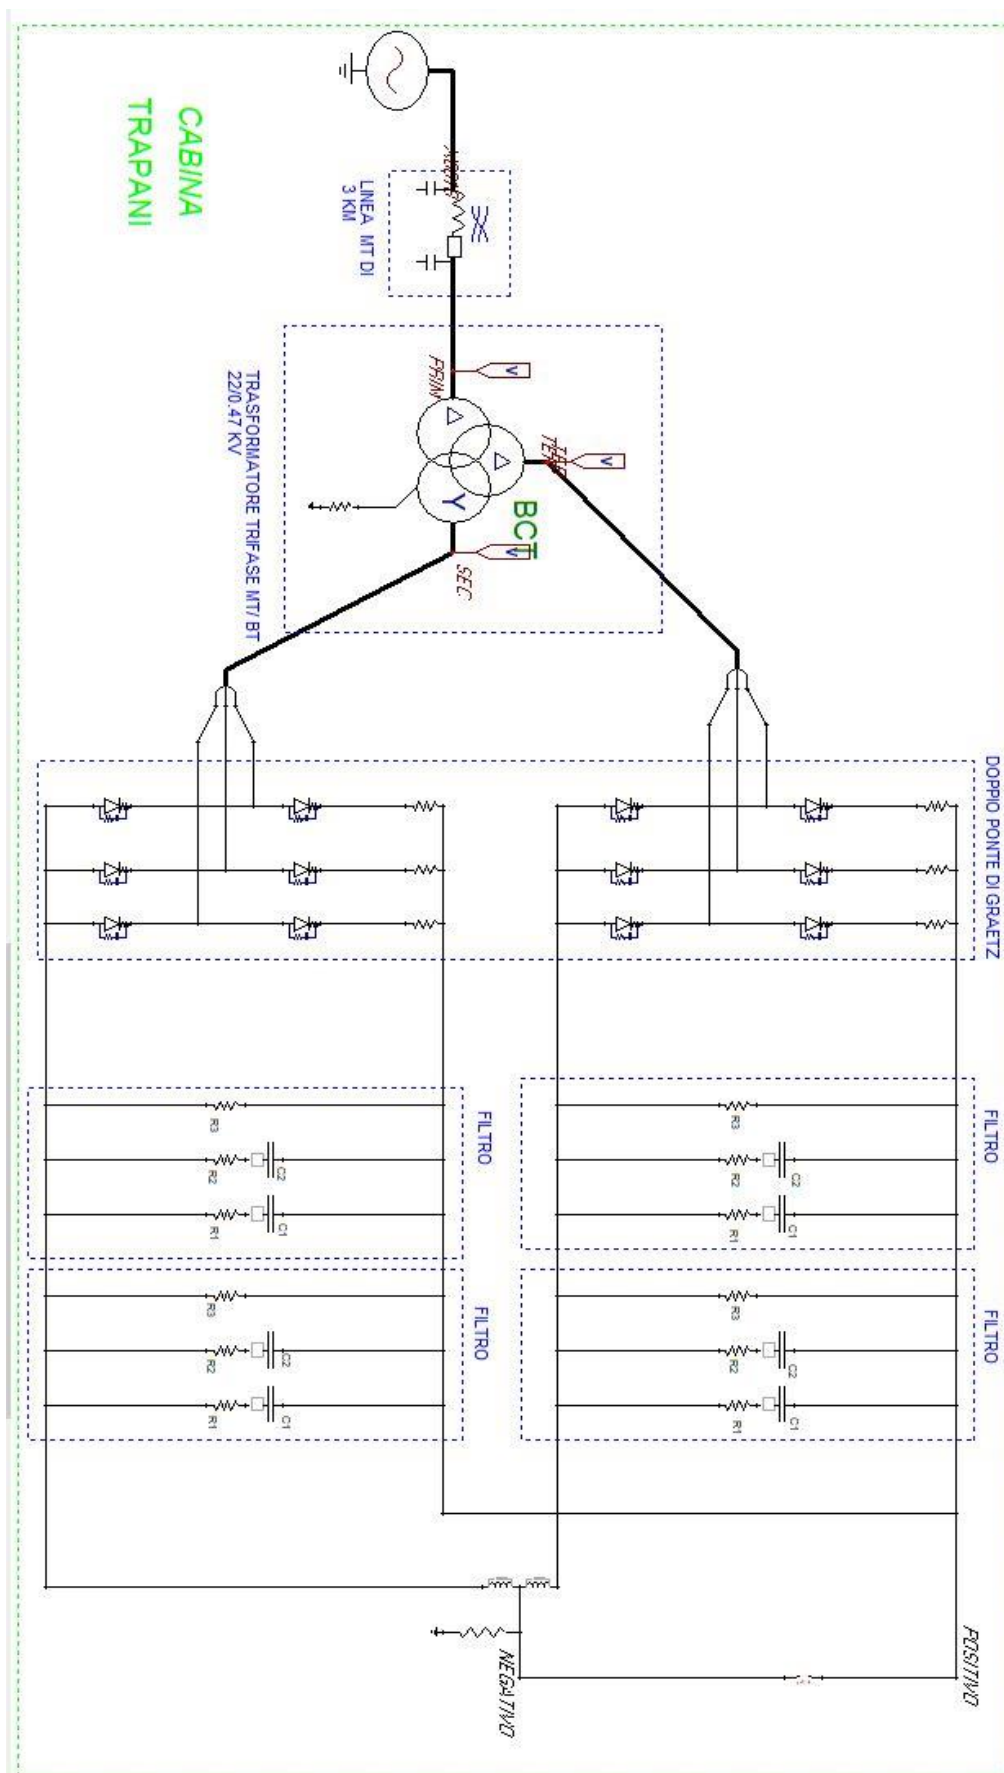 CABINA
TRAPANI
LINEA MT DI
3 KM
PRIM
V
TRASFORMATORE TRIFASE MT/ BT
22/0.47 KV
TER
V
BCT
Y
V
SEC
DOPPIO PONTE DI GRAETZ
FILTRO
R3
C2
R2
C1
R1
FILTRO
R3
C2
R2
C1
R1
FILTRO
R3
C2
R2
C1
R1
FILTRO
R3
C2
R2
C1
R1
POSITIVO
NEGATIVO